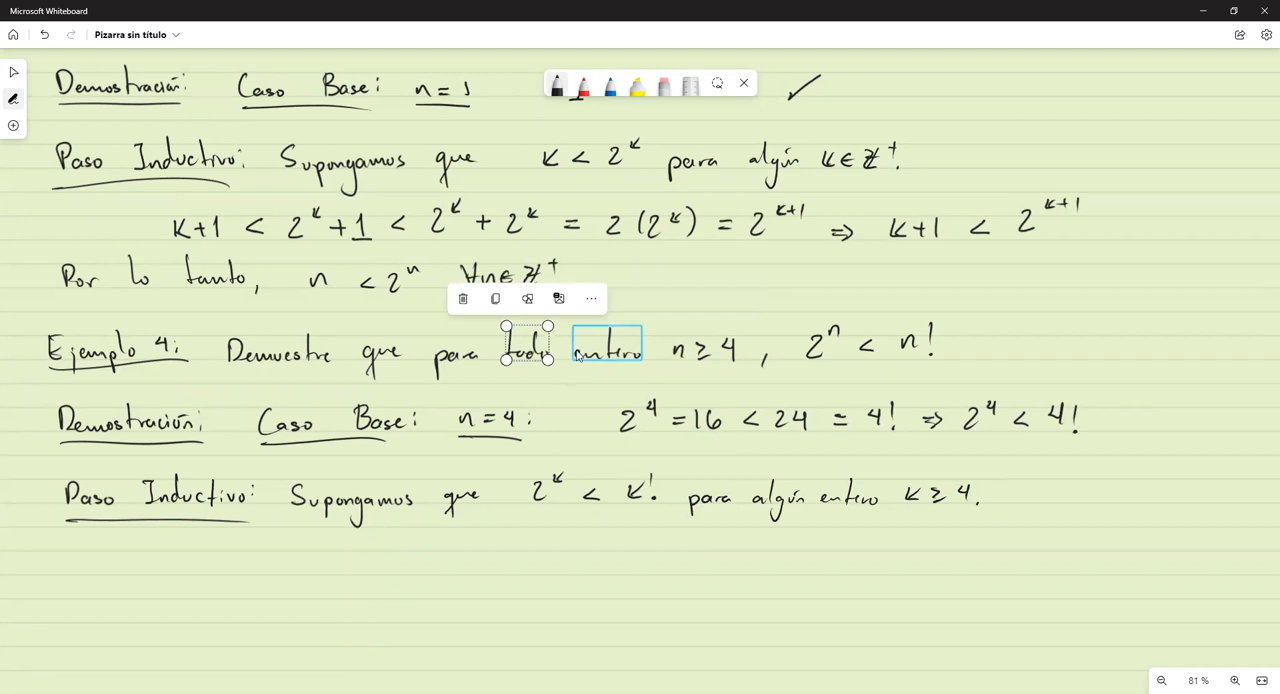 Microsoft Whiteboard
Pizarra sin título
Demostración: Caso Base: n = 1 ✓
Paso Inductivo: Supongamos que k < 2^k para algún k ∈ ℤ⁺.
k+1 < 2^k + 1 < 2^k + 2^k = 2(2^k) = 2^{k+1} ⇒ k+1 < 2^{k+1}
Por lo tanto, n < 2^n ∀n ∈ ℤ⁺
Ejemplo 4: Demuestre que para todo entero n ≥ 4, 2^n < n!
Demostración: Caso Base: n = 4: 2^4 = 16 < 24 = 4! ⇒ 2^4 < 4!
Paso Inductivo: Supongamos que 2^k < k! para algún entero k ≥ 4.
81 %